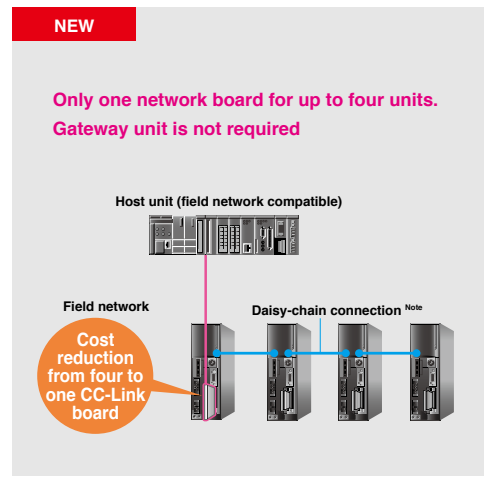 NEW
Only one network board for up to four units.
Gateway unit is not required
Host unit (field network compatible)
Field network
Daisy-chain connection Note
Cost
reduction
from four to
one CC-Link
board